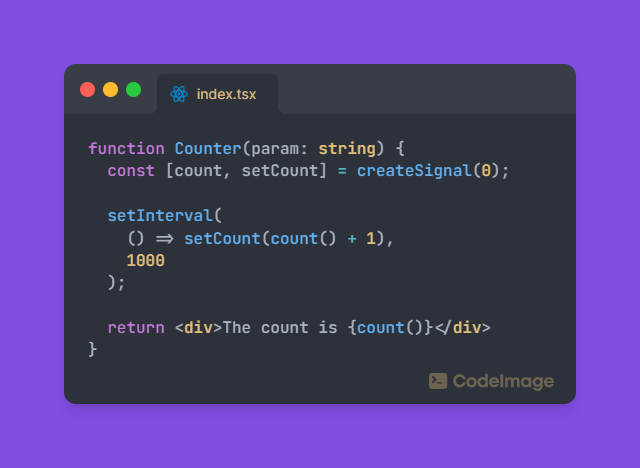 index.tsx
function Counter(param: string) {
  const [count, setCount] = createSignal(0);

  setInterval(
    () => setCount(count() + 1),
    1000
  );

  return <div>The count is {count()}</div>
}
CodeImage